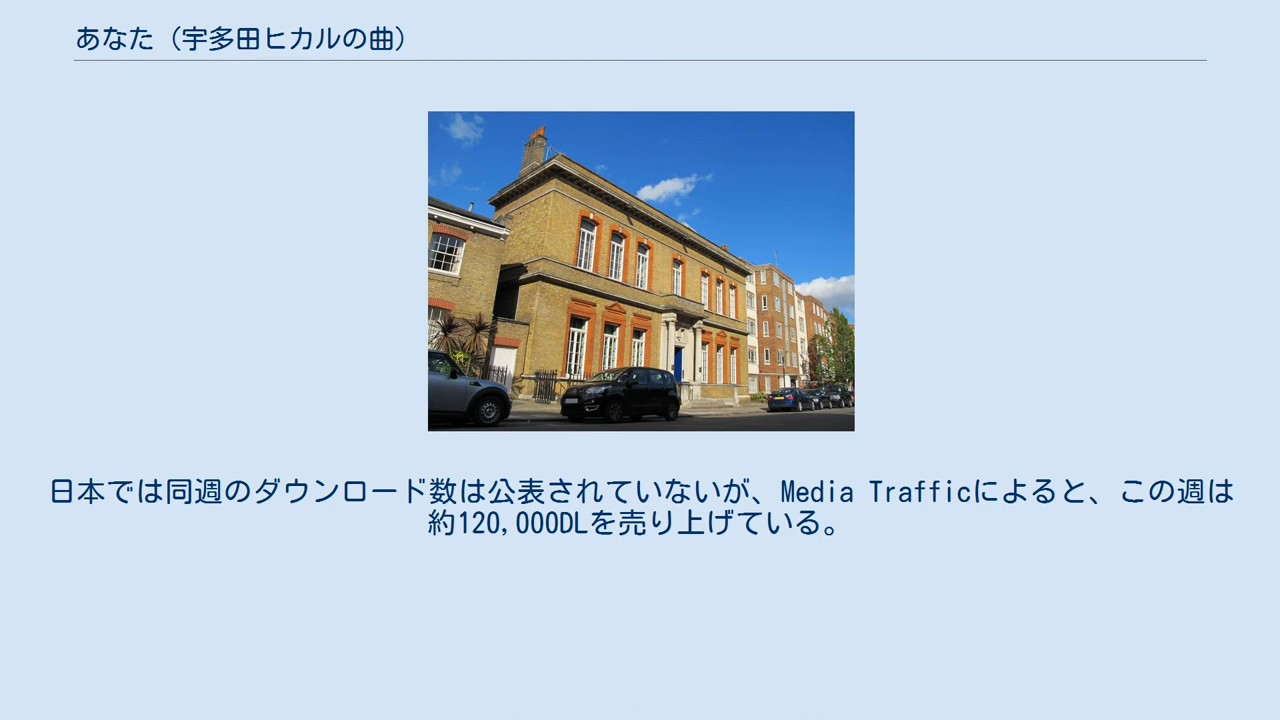 あなた（宇多田ヒカルの曲）
日本では同週のダウンロード数は公表されていないが、Media Trafficによると、この週は
約120,000DLを売り上げている。